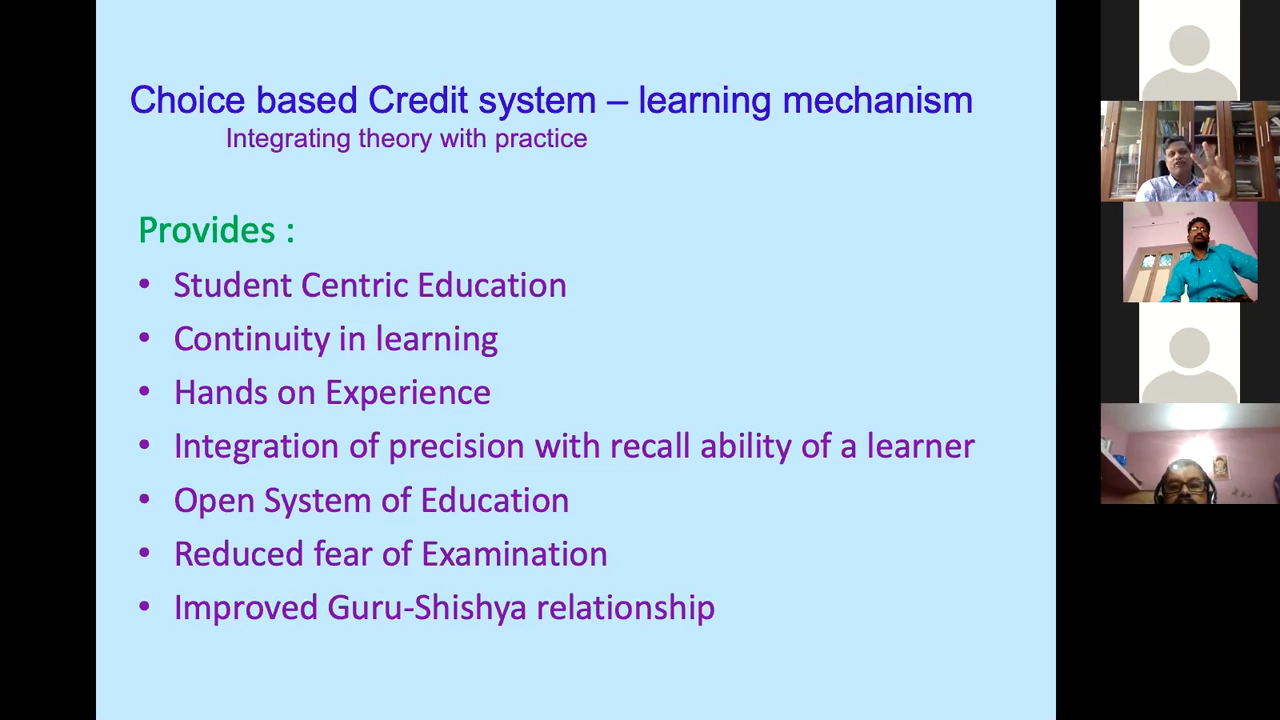 Choice based Credit system – learning mechanism
Integrating theory with practice
Provides :
• Student Centric Education
• Continuity in learning
• Hands on Experience
• Integration of precision with recall ability of a learner
• Open System of Education
• Reduced fear of Examination
• Improved Guru-Shishya relationship